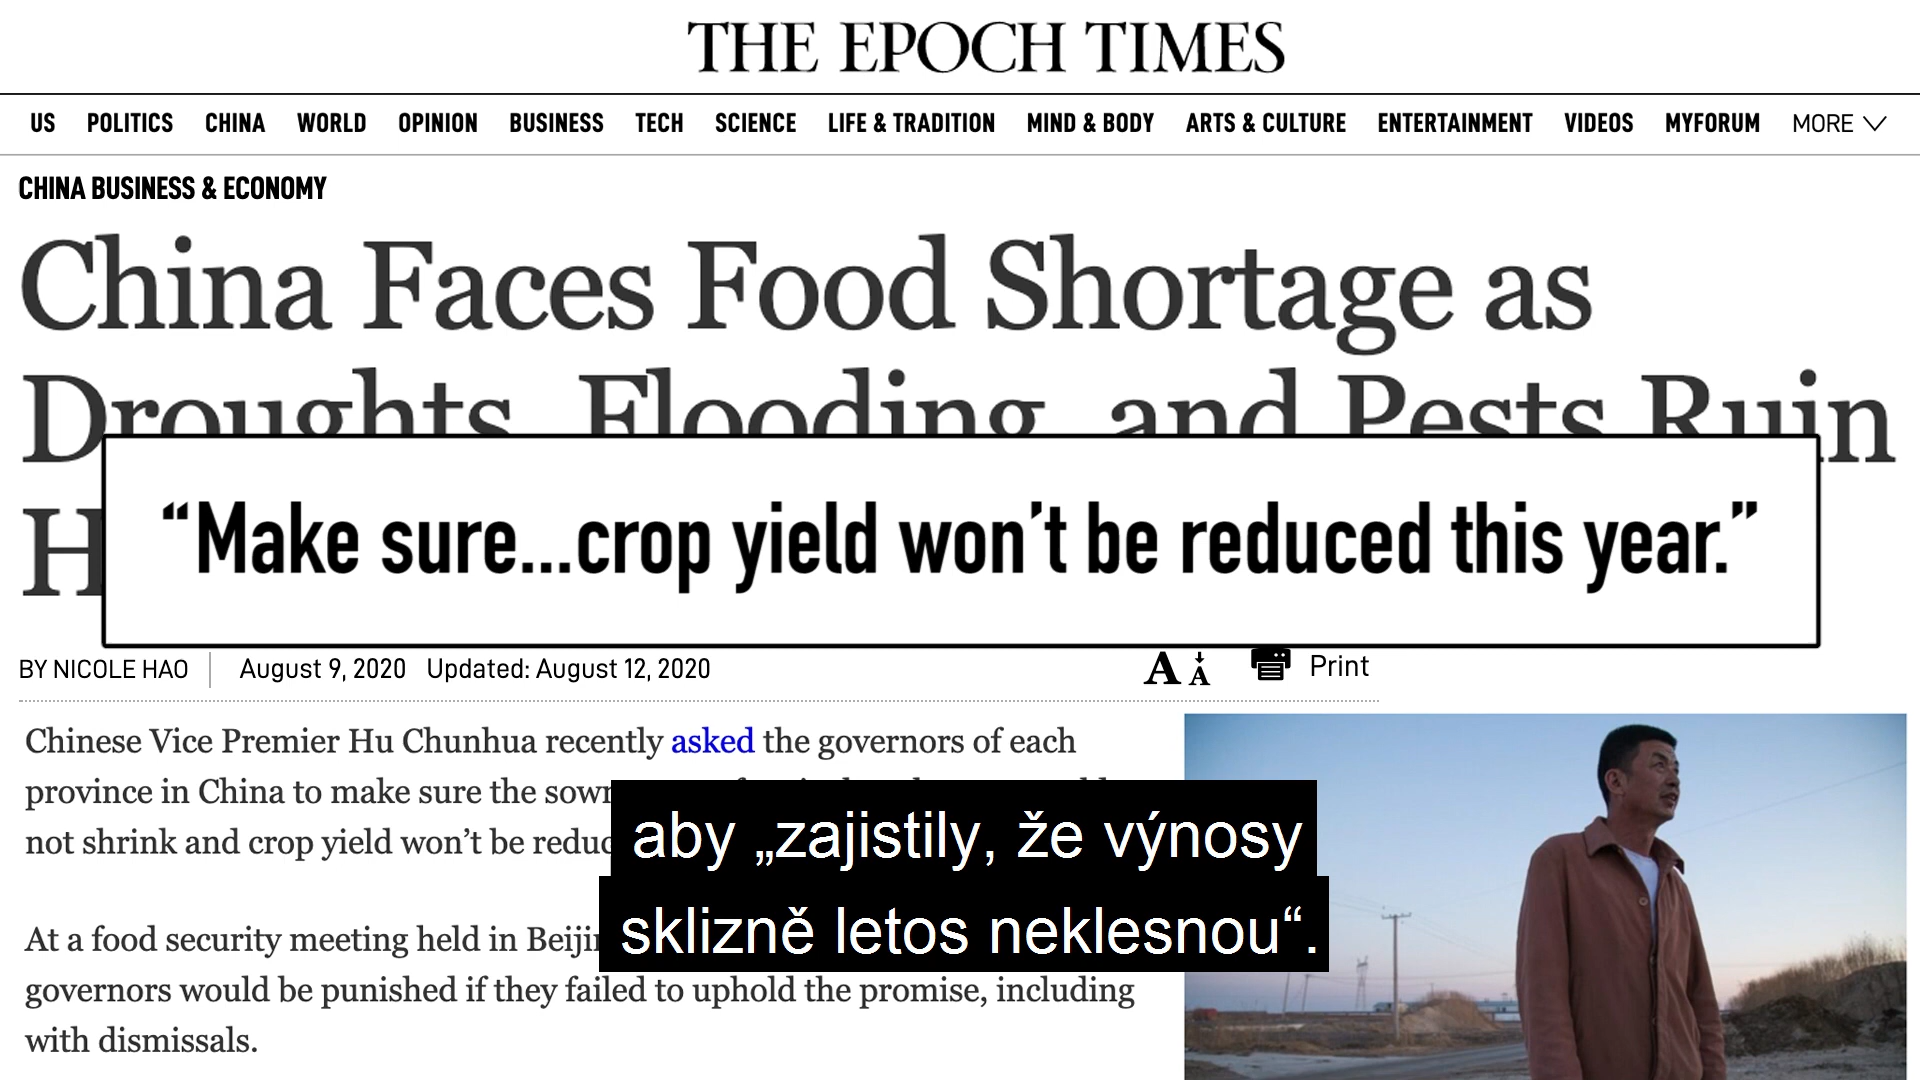 THE EPOCH TIMES
US POLITICS CHINA WORLD OPINION BUSINESS TECH SCIENCE LIFE & TRADITION MIND & BODY ARTS & CULTURE ENTERTAINMENT VIDEOS MYFORUM MORE
CHINA BUSINESS & ECONOMY
China Faces Food Shortage as
Droughts, Flooding, and Pests Ruin
“Make sure...crop yield won’t be reduced this year.”
BY NICOLE HAO August 9, 2020 Updated: August 12, 2020 A A Print
Chinese Vice Premier Hu Chunhua recently asked the governors of each
province in China to make sure the sown
not shrink and crop yield won’t be
aby „zajistily, že výnosy
sklizně letos neklesnou“.
At a food security meeting held in
governors would be punished if they failed to uphold the promise, including
with dismissals.